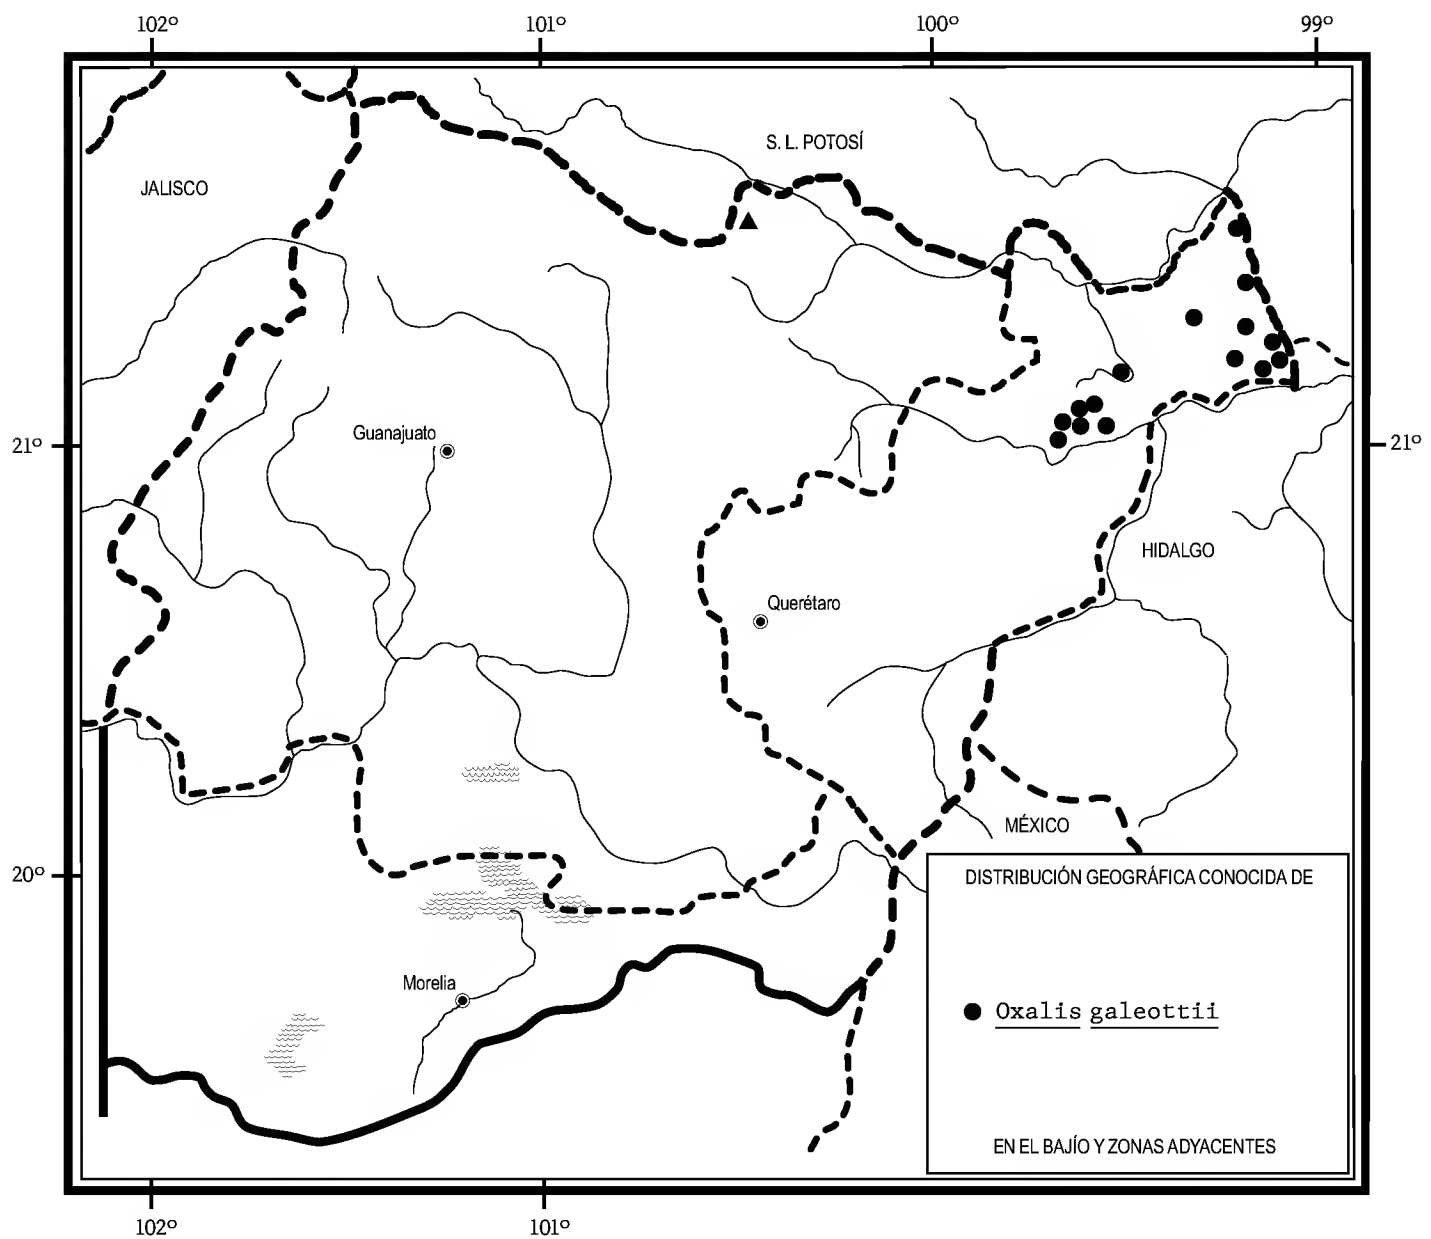 102º 101º 100º 99º
S. L. POTOSÍ
JALISCO
Guanajuato
21º 21º
HIDALGO
Querétaro
MÉXICO
20º
DISTRIBUCIÓN GEOGRÁFICA CONOCIDA DE
Morelia
Oxalis galeottii
EN EL BAJÍO Y ZONAS ADYACENTES
102º 101º